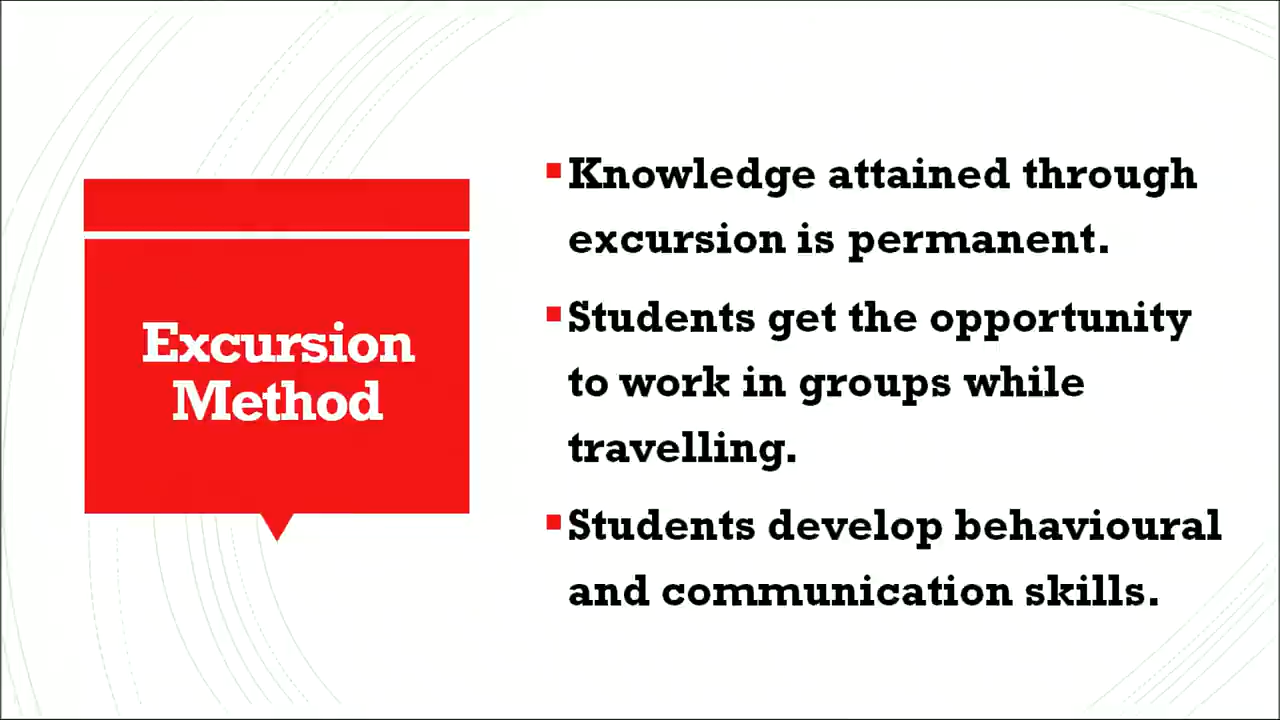 Excursion
Method
Knowledge attained through
excursion is permanent.
Students get the opportunity
to work in groups while
travelling.
Students develop behavioural
and communication skills.